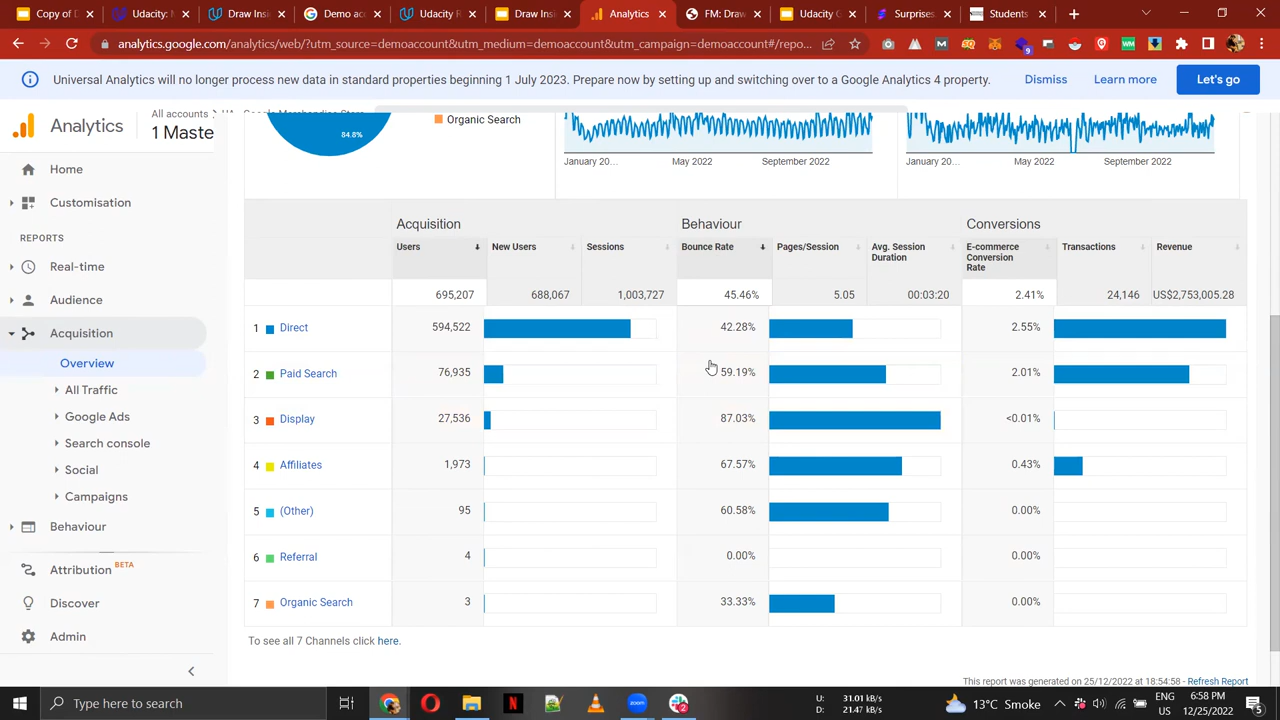 Copy of D
Udacity: M
Draw Insi
Demo ac
Udacity R
Draw Insi
Analytics
FM: Draw
Udacity G
Surprises
Students
analytics.google.com/analytics/web/?utm_source=demoaccount&utm_medium=demoaccount&utm_campaign=demoaccount#/repo...
Universal Analytics will no longer process new data in standard properties beginning 1 July 2023. Prepare now by setting up and switching over to a Google Analytics 4 property.
Dismiss
Learn more
Let's go
Analytics
All accounts > UA - Google Merchandise Store
1 Maste
Home
Customisation
REPORTS
Real-time
Audience
Acquisition
Overview
All Traffic
Google Ads
Search console
Social
Campaigns
Behaviour
Attribution BETA
Discover
Admin
84.8%
Organic Search
January 20... May 2022 September 2022
January 20... May 2022 September 2022
Acquisition Behaviour Conversions
Users New Users Sessions Bounce Rate Pages/Session Avg. Session Duration E-commerce Conversion Rate Transactions Revenue
695,207 688,067 1,003,727 45.46% 5.05 00:03:20 2.41% 24,146 US$2,753,005.28
1 Direct 594,522 42.28% 2.55%
2 Paid Search 76,935 59.19% 2.01%
3 Display 27,536 87.03% <0.01%
4 Affiliates 1,973 67.57% 0.43%
5 (Other) 95 60.58% 0.00%
6 Referral 4 0.00% 0.00%
7 Organic Search 3 33.33% 0.00%
To see all 7 Channels click here.
This report was generated on 25/12/2022 at 18:54:58 - Refresh Report
Type here to search
zoom
U: 31.01 kB/s
D: 21.47 kB/s
13°C Smoke
ENG
US
6:58 PM
12/25/2022
5